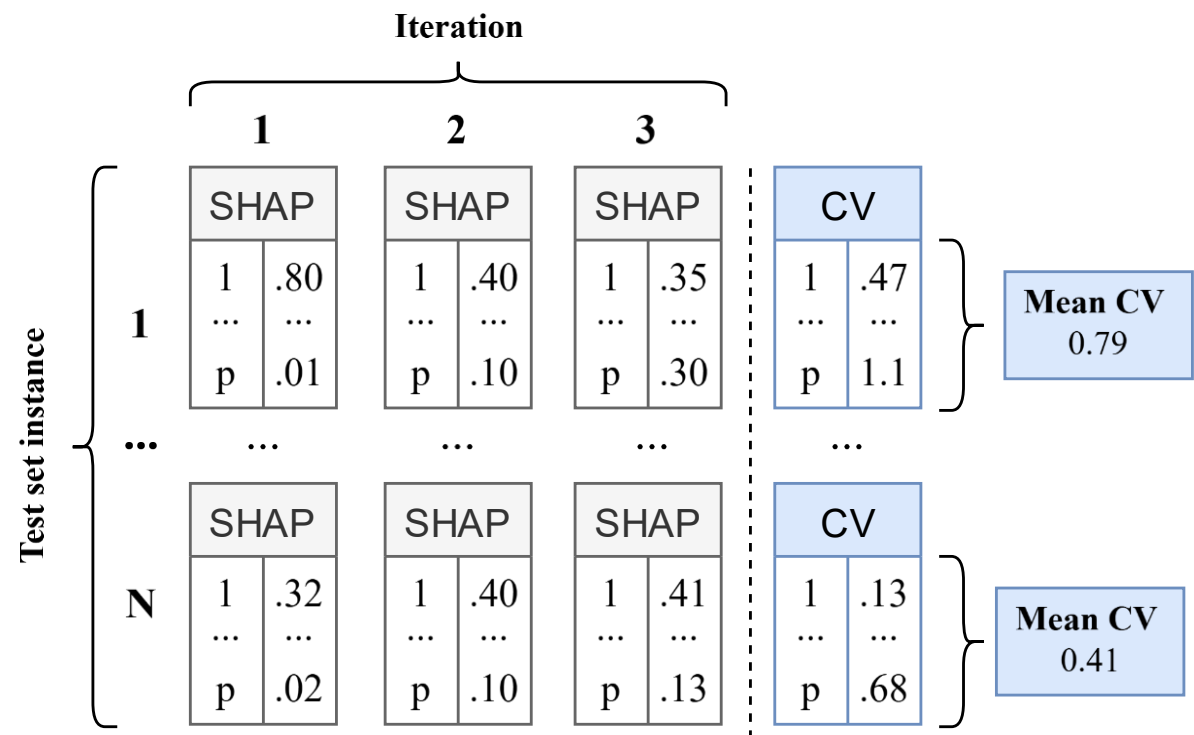 Iteration
1 2 3
SHAP SHAP SHAP CV
1 .80 1 .40 1 .35 1 .47
... ... ... ... ... ... ... ...
p .01 p .10 p .30 p 1.1
1
Mean CV
0.79
Test set instance
... ... ... ... ...
SHAP SHAP SHAP CV
1 .32 1 .40 1 .41 1 .13
... ... ... ... ... ... ... ...
p .02 p .10 p .13 p .68
N
Mean CV
0.41